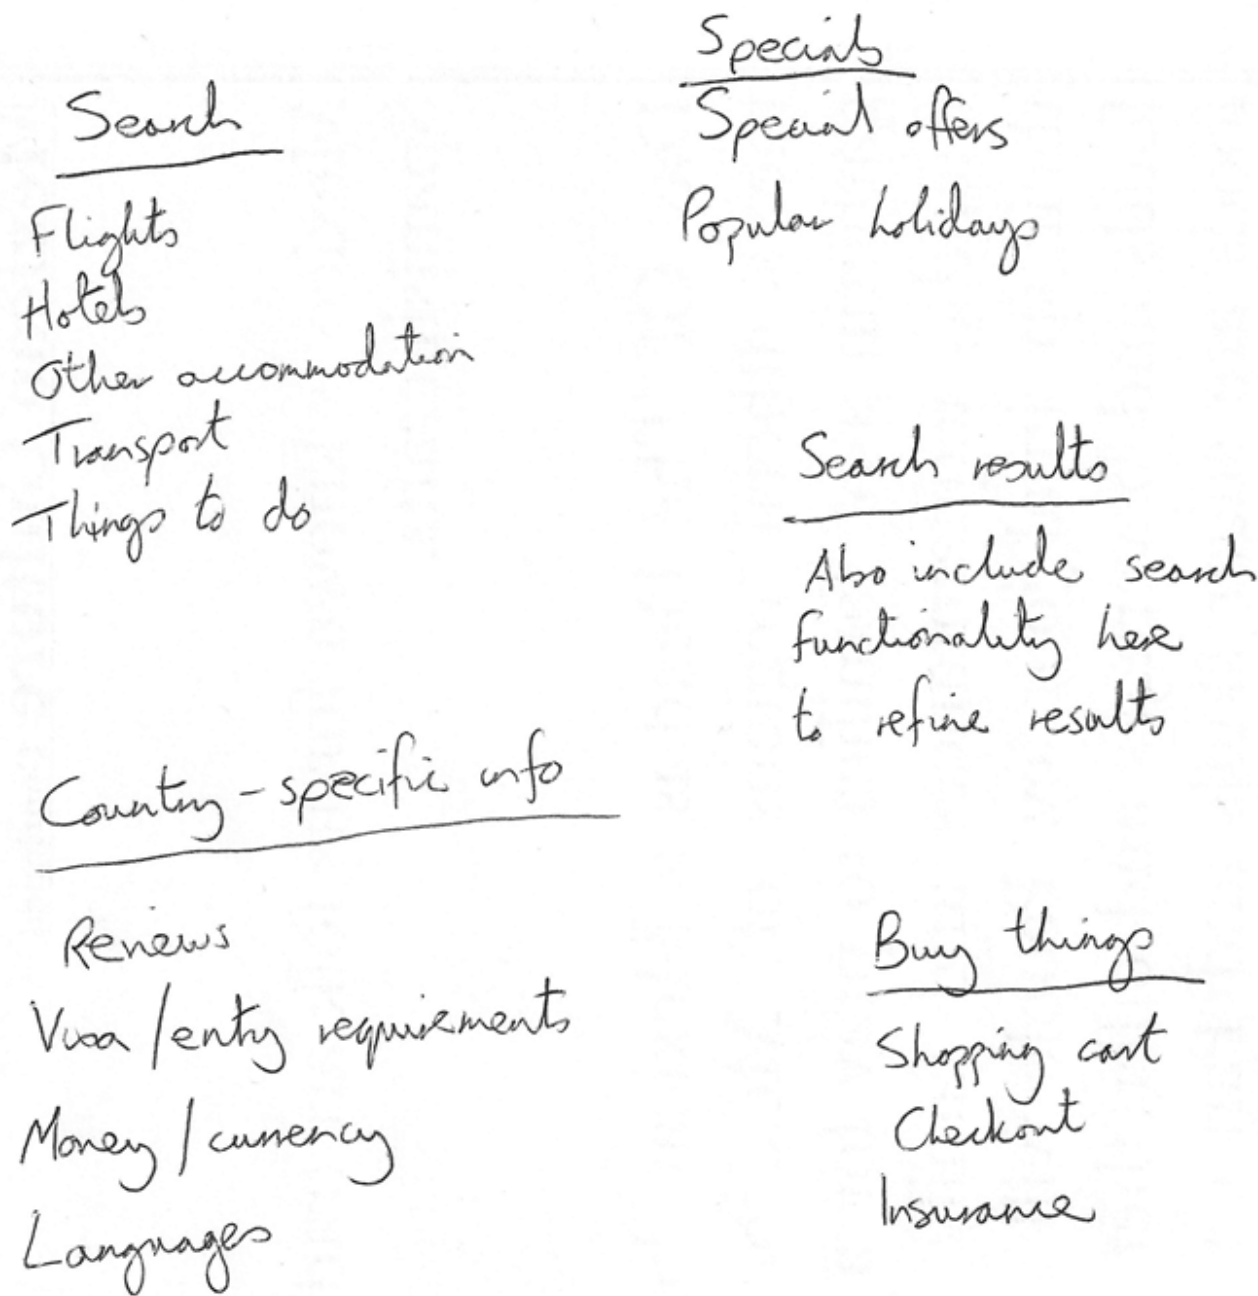 Search
Flights
Hotels
Other accommodation
Transport
Things to do
Specials
Special offers
Popular holidays
Search results
Also include search
functionality here
to refine results
Country-specific info
Reviews
Visa/entry requirements
Money/currency
Languages
Buy things
Shopping cart
Checkout
Insurance